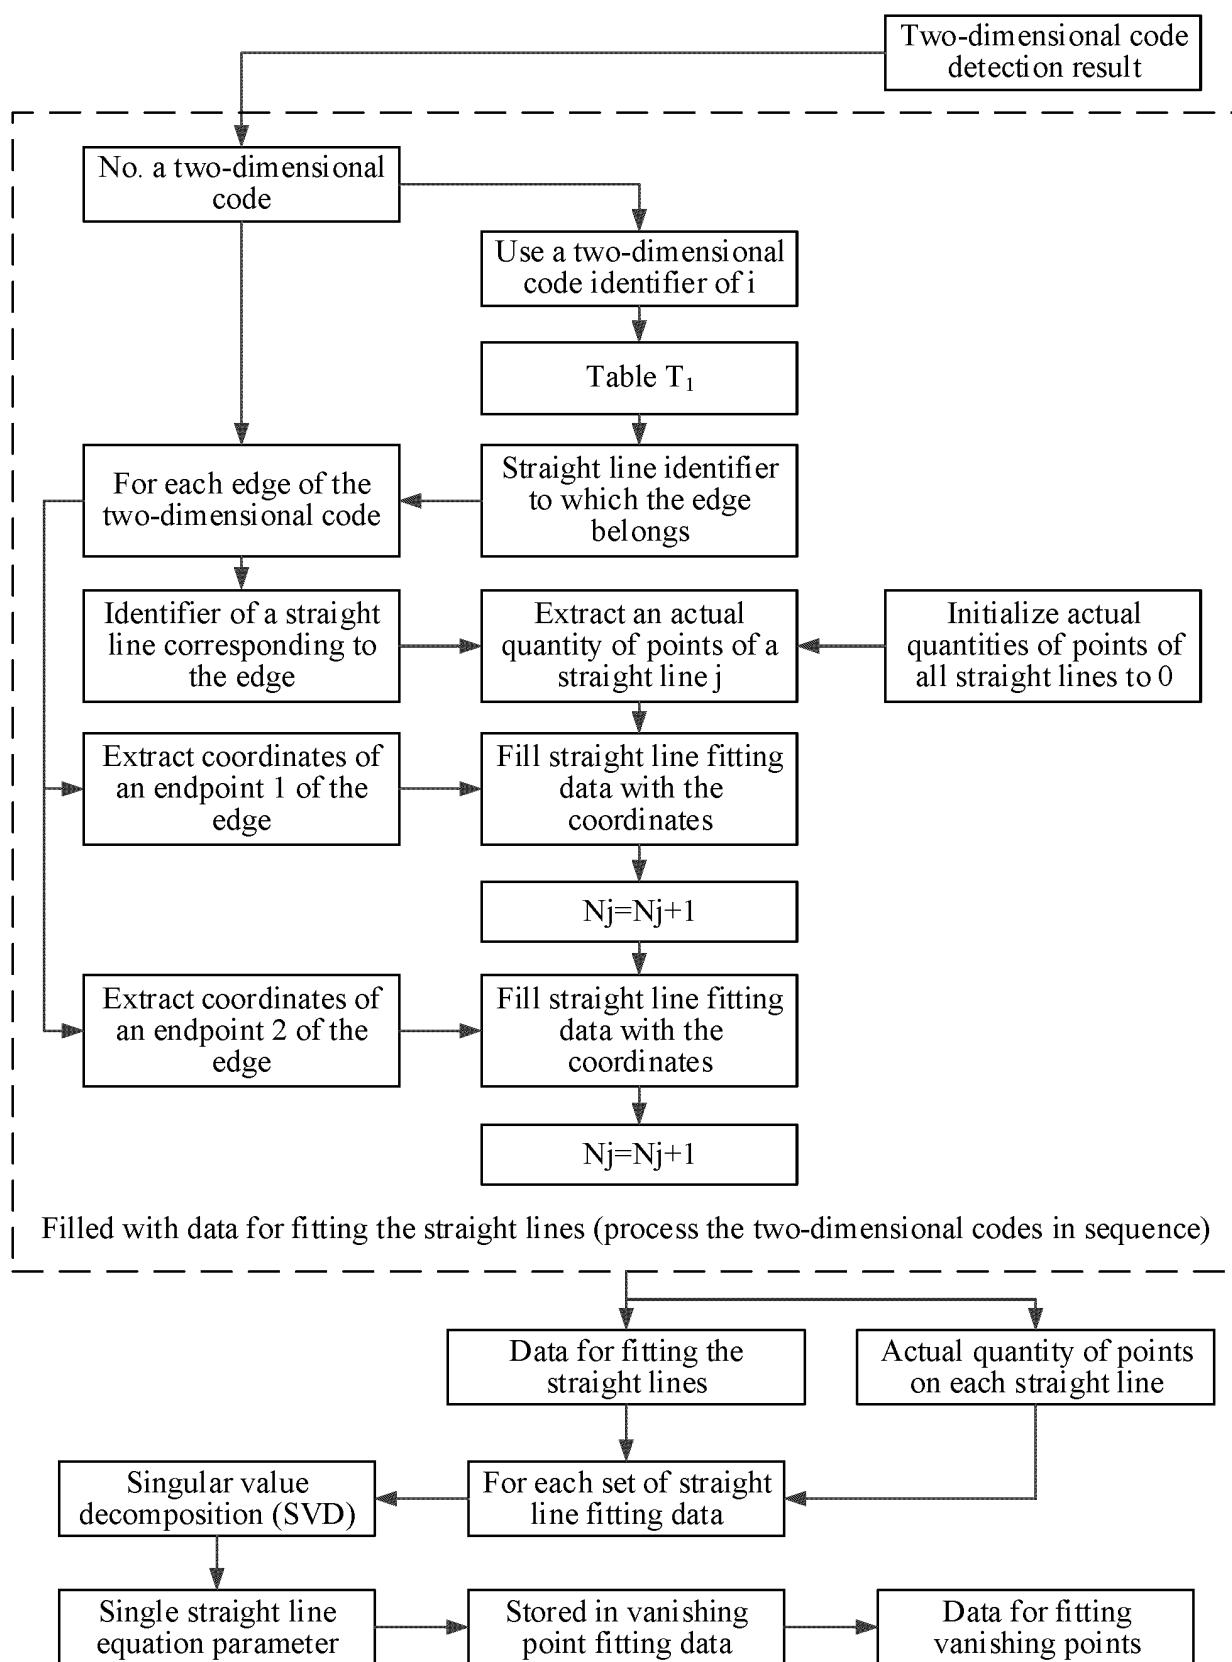 Two-dimensional code
detection result
No. a two-dimensional
code
Use a two-dimensional
code identifier of i
Table T₁
For each edge of the
two-dimensional code
Straight line identifier
to which the edge
belongs
Identifier of a straight
line corresponding to
the edge
Extract an actual
quantity of points of a
straight line j
Initialize actual
quantities of points of
all straight lines to 0
Extract coordinates of
an endpoint 1 of the
edge
Fill straight line fitting
data with the
coordinates
Nj=Nj+1
Extract coordinates of
an endpoint 2 of the
edge
Fill straight line fitting
data with the
coordinates
Nj=Nj+1
Filled with data for fitting the straight lines (process the two-dimensional codes in sequence)
Data for fitting the
straight lines
Actual quantity of points
on each straight line
Singular value
decomposition (SVD)
For each set of straight
line fitting data
Single straight line
equation parameter
Stored in vanishing
point fitting data
Data for fitting
vanishing points